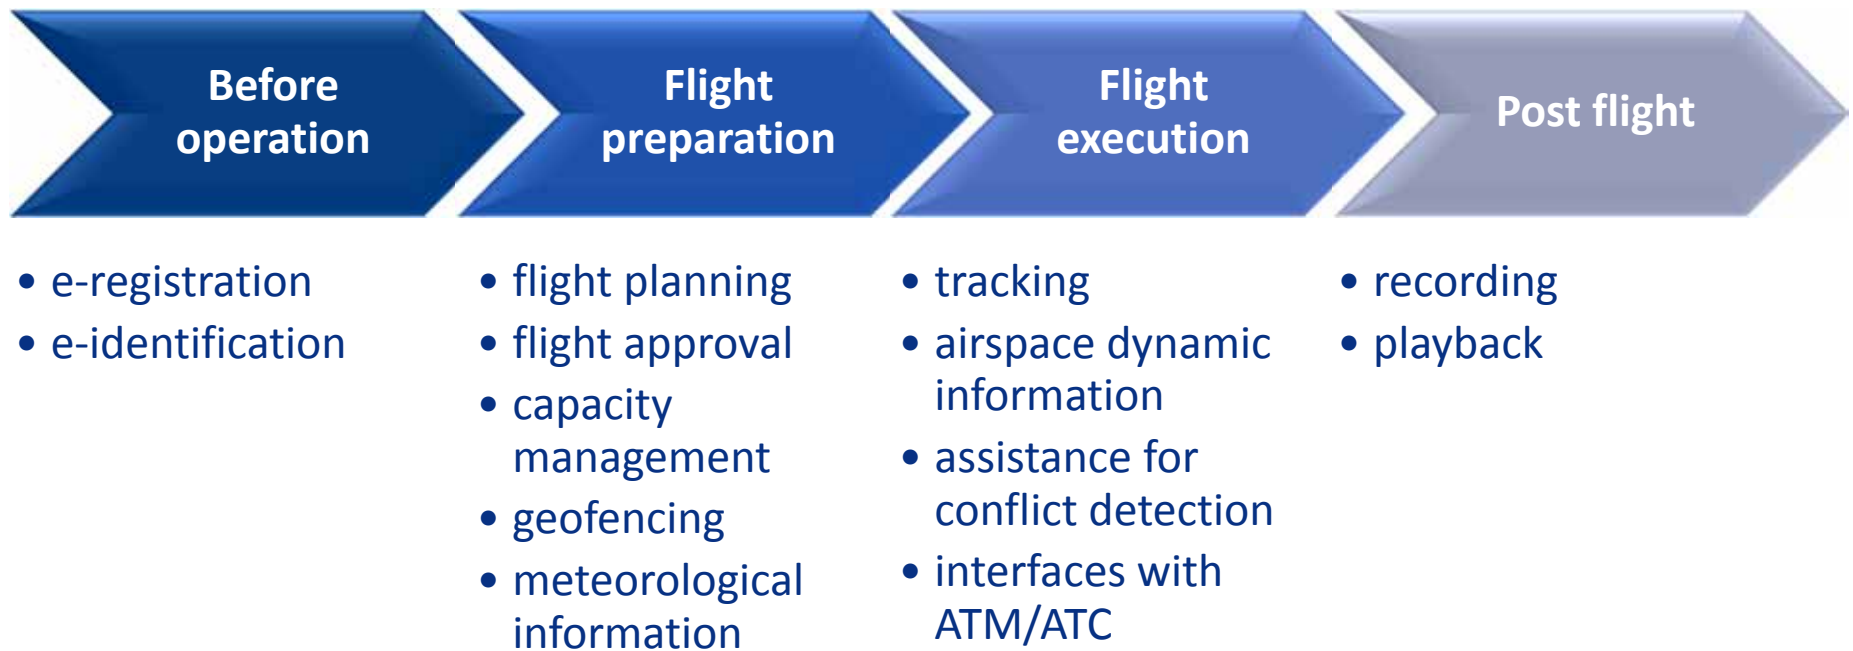 Before
operation
Flight
preparation
Flight
execution
Post flight
• e-registration
• e-identification
• flight planning
• flight approval
• capacity
management
• geofencing
• meteorological
information
• tracking
• airspace dynamic
information
• assistance for
conflict detection
• interfaces with
ATM/ATC
• recording
• playback